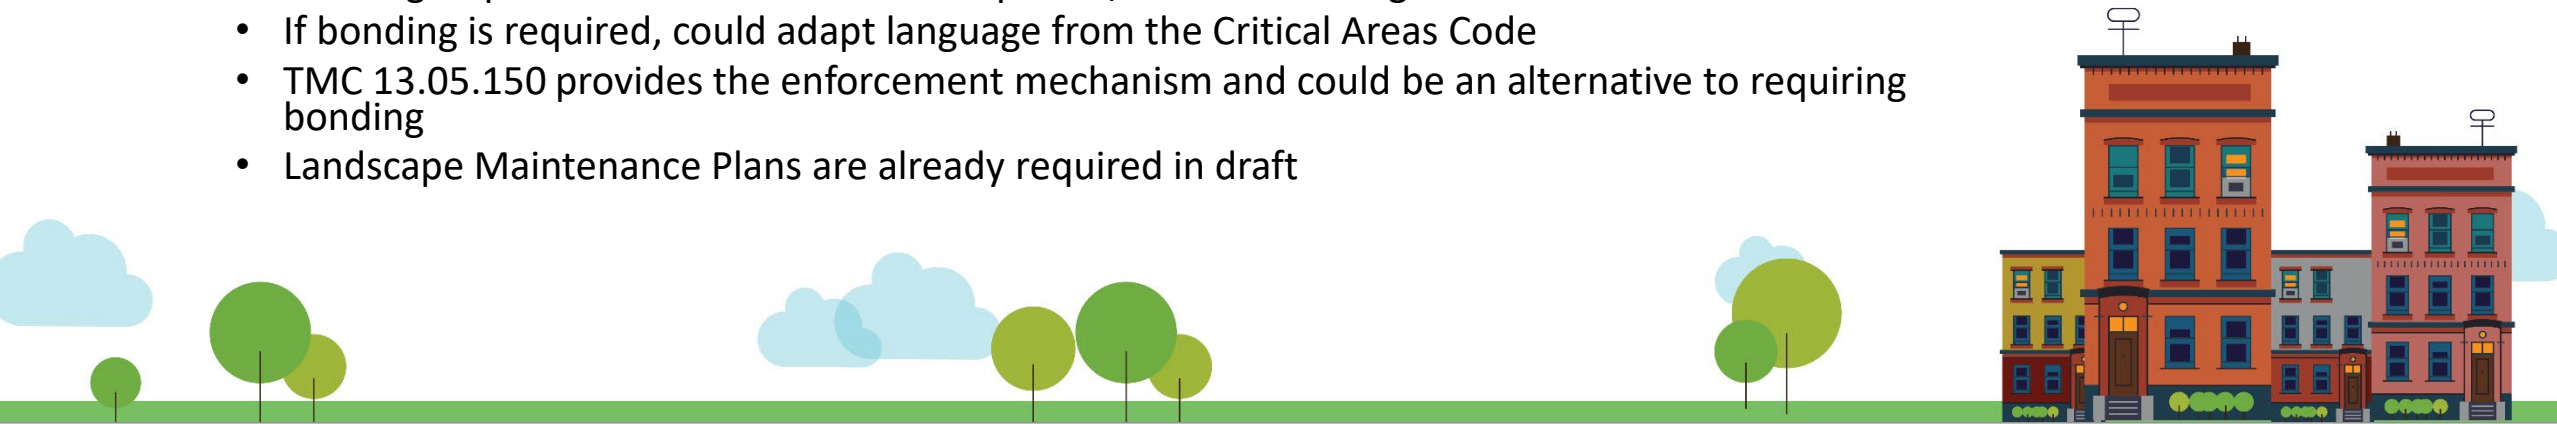 • If bonding is required, could adapt language from the Critical Areas Code
• TMC 13.05.150 provides the enforcement mechanism and could be an alternative to requiring
bonding
• Landscape Maintenance Plans are already required in draft